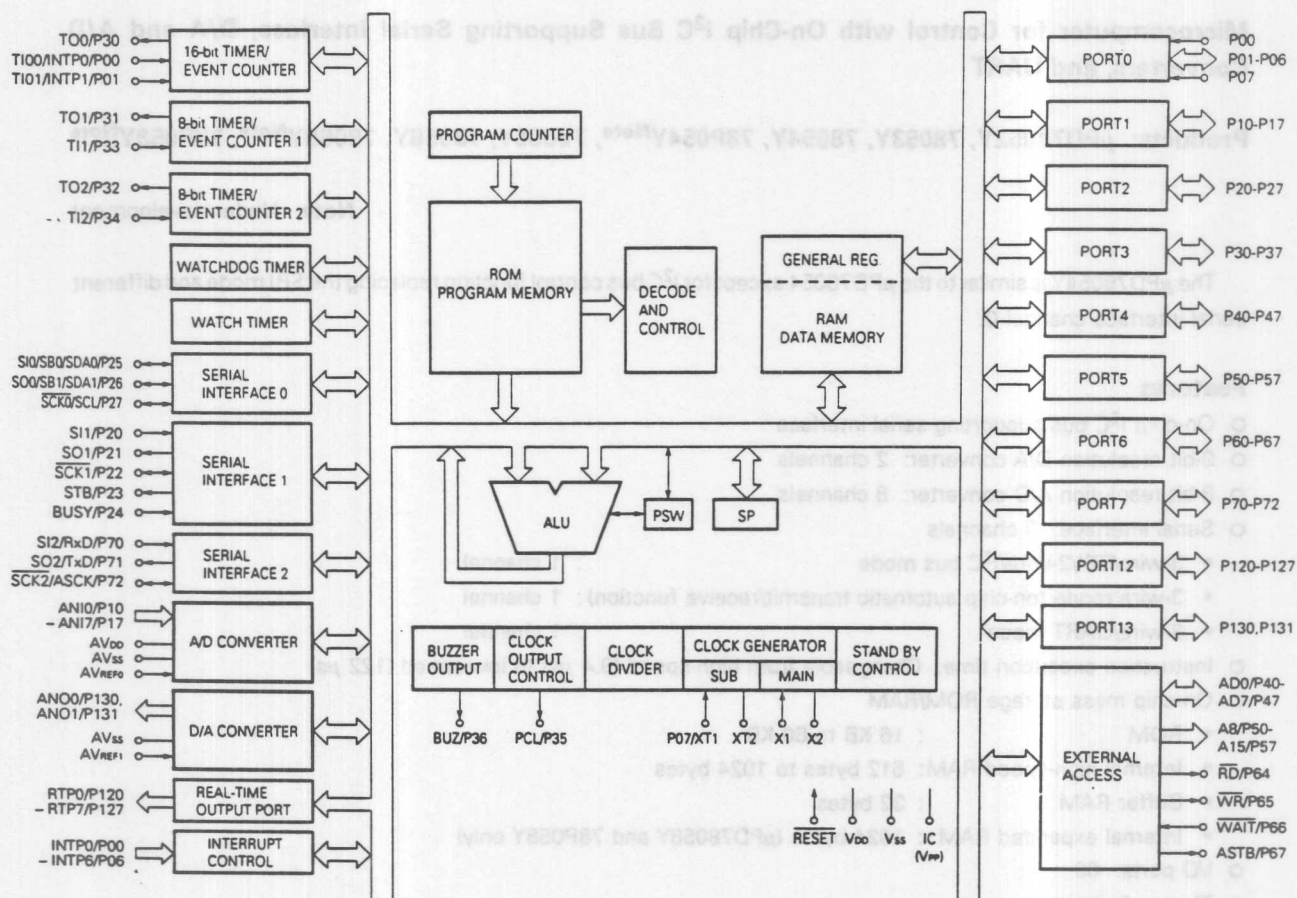 TO0/P30
TI00/INTP0/P00
TI01/INTP1/P01
16-bit TIMER/
EVENT COUNTER
TO1/P31
TI1/P33
8-bit TIMER/
EVENT COUNTER 1
TO2/P32
TI2/P34
8-bit TIMER/
EVENT COUNTER 2
WATCHDOG TIMER
WATCH TIMER
SI0/SB0/SDA0/P25
SO0/SB1/SDA1/P26
SCK0/SCL/P27
SERIAL
INTERFACE 0
SI1/P20
SO1/P21
SCK1/P22
STB/P23
BUSY/P24
SERIAL
INTERFACE 1
SI2/RxD/P70
SO2/TxD/P71
SCK2/ASCK/P72
SERIAL
INTERFACE 2
ANI0/P10
– ANI7/P17
AVDD
AVSS
AVREF0
A/D CONVERTER
ANO0/P130,
ANO1/P131
AVSS
AVREF1
D/A CONVERTER
RTP0/P120
– RTP7/P127
REAL-TIME
OUTPUT PORT
INTP0/P00
– INTP6/P06
INTERRUPT
CONTROL
PROGRAM COUNTER
ROM
PROGRAM MEMORY
DECODE
AND
CONTROL
GENERAL REG.
RAM
DATA MEMORY
ALU
PSW
SP
BUZZER
OUTPUT
CLOCK
OUTPUT
CONTROL
CLOCK
DIVIDER
CLOCK GENERATOR
SUB
MAIN
STAND BY
CONTROL
BUZ/P36
PCL/P35
P07/XT1
XT2
X1
X2
RESET
VDD
VSS
IC
(VPP)
PORT0
P00
P01-P06
P07
PORT1
P10-P17
PORT2
P20-P27
PORT3
P30-P37
PORT4
P40-P47
PORT5
P50-P57
PORT6
P60-P67
PORT7
P70-P72
PORT12
P120-P127
PORT13
P130, P131
EXTERNAL
ACCESS
AD0/P40-
AD7/P47
A8/P50-
A15/P57
RD/P64
WR/P65
WAIT/P66
ASTB/P67